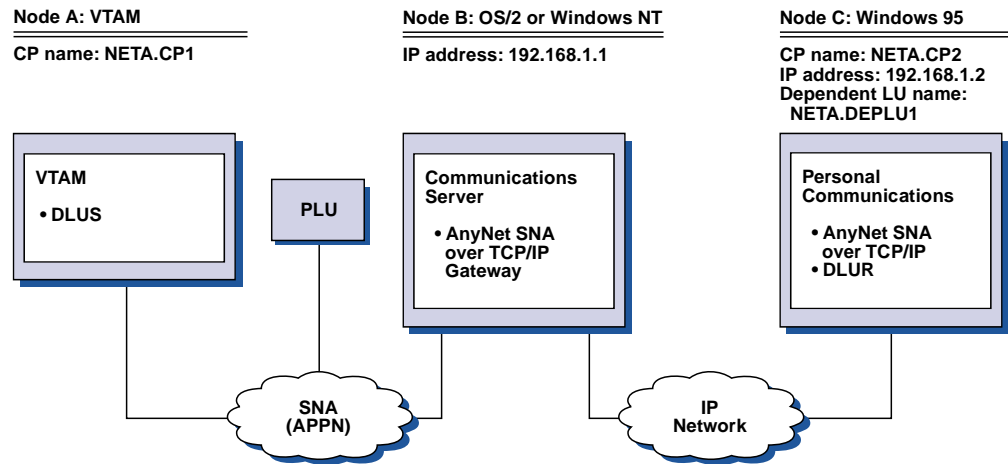 Node A: VTAM
CP name: NETA.CP1
Node B: OS/2 or Windows NT
IP address: 192.168.1.1
Node C: Windows 95
CP name: NETA.CP2
IP address: 192.168.1.2
Dependent LU name:
NETA.DEPLU1
VTAM
• DLUS
PLU
Communications
Server
• AnyNet SNA
over TCP/IP
Gateway
Personal
Communications
• AnyNet SNA
over TCP/IP
• DLUR
SNA
(APPN)
IP
Network